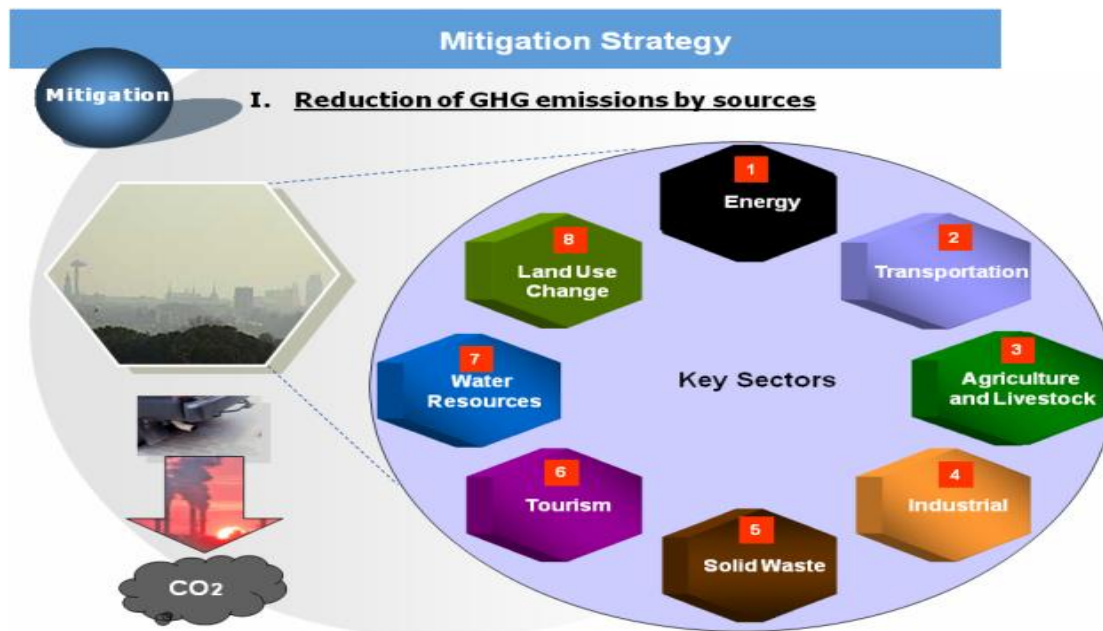 Mitigation Strategy
Mitigation
I. Reduction of GHG emissions by sources
1
Energy
2
Transportation
3
Agriculture
and Livestock
4
Industrial
5
Solid Waste
6
Tourism
7
Water
Resources
8
Land Use
Change
Key Sectors
CO2